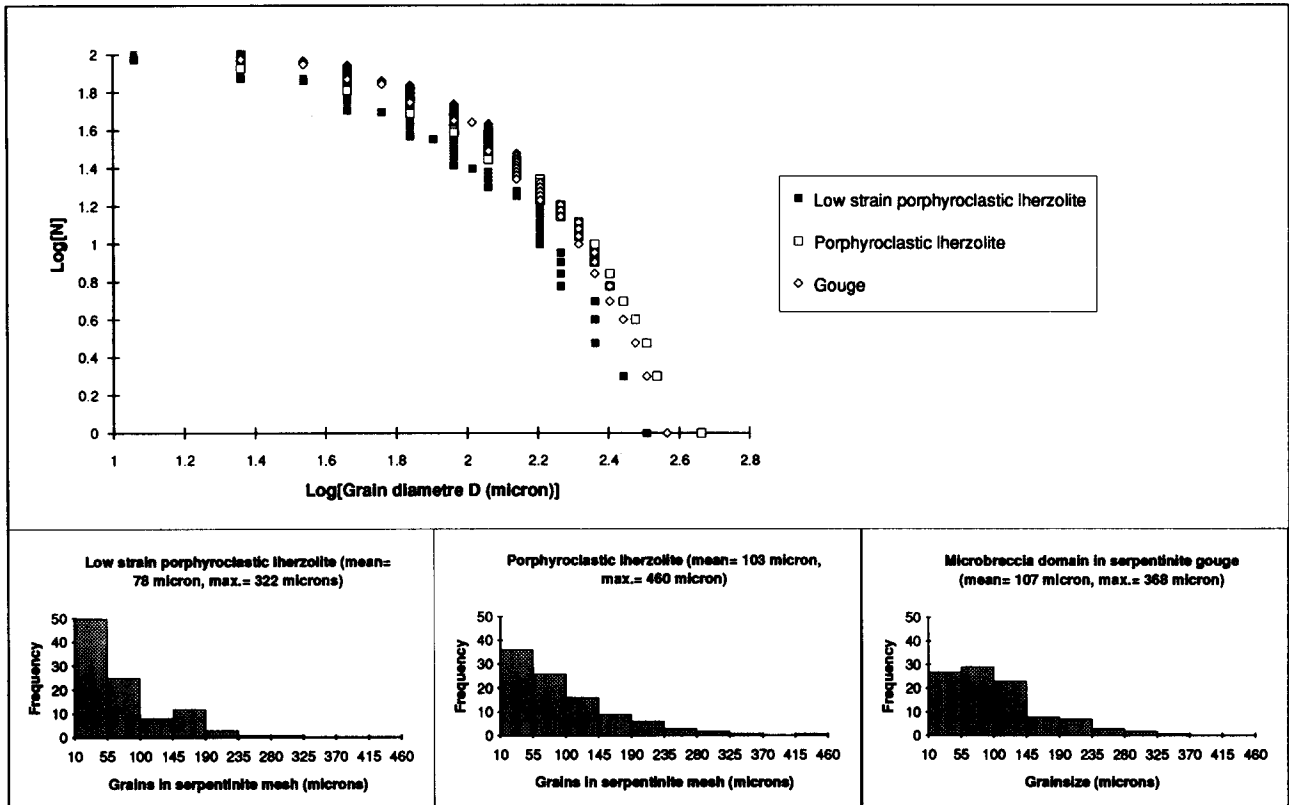 2
1.8
1.6
1.4
1.2
1
0.8
0.6
0.4
0.2
0
Log[N]
1 1.2 1.4 1.6 1.8 2 2.2 2.4 2.6 2.8
Log[Grain diametre D (micron)]
Low strain porphyroclastic lherzolite
Porphyroclastic lherzolite
Gouge
Low strain porphyroclastic lherzolite (mean=
78 micron, max.= 322 microns)
50
40
30
20
10
0
Frequency
10 55 100 145 190 235 280 325 370 415 460
Grains in serpentinite mesh (microns)
Porphyroclastic lherzolite (mean= 103 micron,
max.= 460 micron)
50
40
30
20
10
0
Frequency
10 55 100 145 190 235 280 325 370 415 460
Grains in serpentinite mesh (microns)
Microbreccia domain in serpentinite gouge
(mean= 107 micron, max.= 368 micron)
50
40
30
20
10
0
Frequency
10 55 100 145 190 235 280 325 370 415 460
Grainsize (microns)